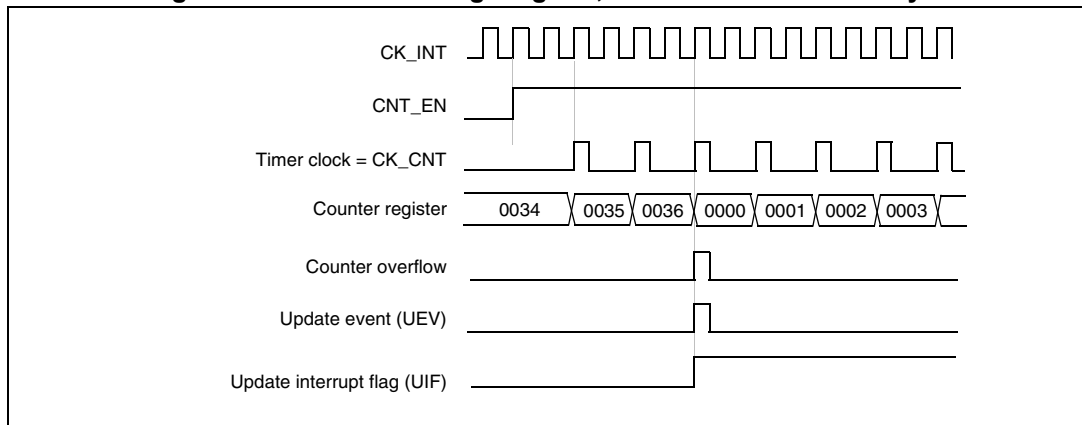 CK_INT
CNT_EN
Timer clock = CK_CNT
Counter register 0034 0035 0036 0000 0001 0002 0003
Counter overflow
Update event (UEV)
Update interrupt flag (UIF)